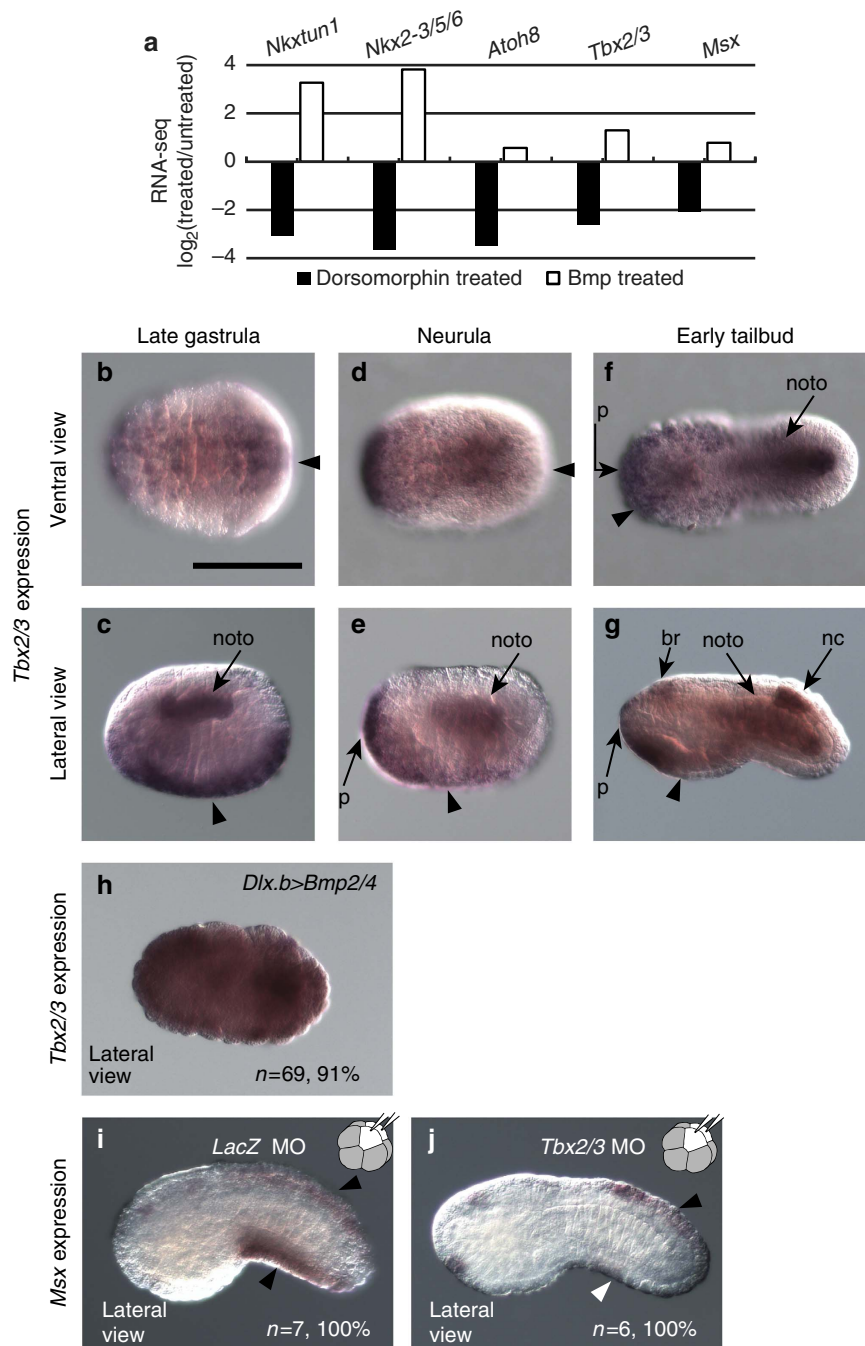 a
Nkxtun1 Nkx2-3/5/6 Atoh8 Tbx2/3 Msx
RNA-seq
log2(treated/untreated)
4
2
0
−2
−4
Dorsomorphin treated Bmp treated
Late gastrula Neurula Early tailbud
Tbx2/3 expression
Ventral view
b d f
p noto
Lateral view
c e g
noto noto br noto nc
p p
Tbx2/3 expression
h Dlx.b>Bmp2/4
Lateral
view n=69, 91%
Msx expression
i LacZ MO
Lateral
view n=7, 100%
j Tbx2/3 MO
Lateral
view n=6, 100%